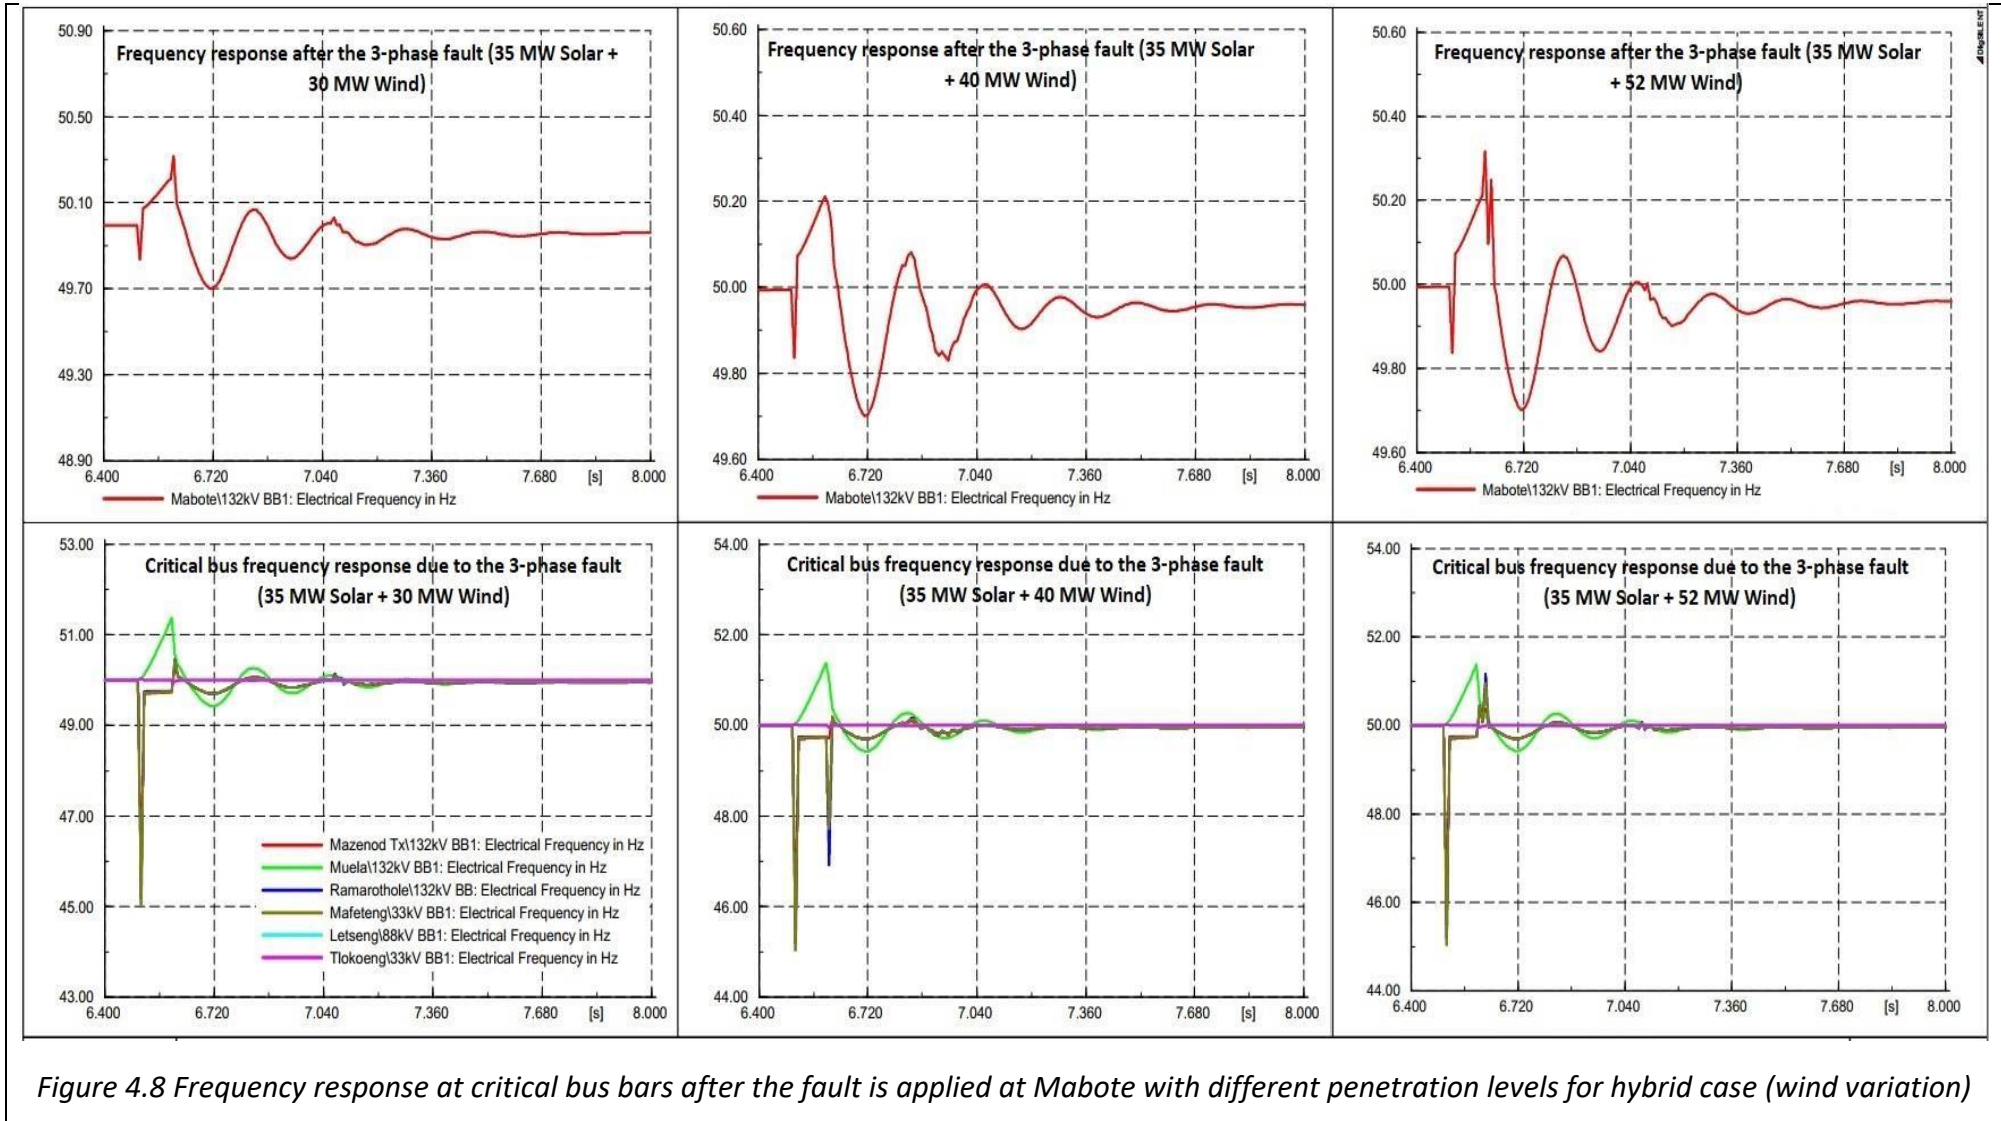 Frequency response after the 3-phase fault (35 MW Solar +
30 MW Wind)
50.90
50.50
50.10
49.70
49.30
48.90
6.400 6.720 7.040 7.360 7.680 [s] 8.000
Mabote\132kV BB1: Electrical Frequency in Hz
Frequency response after the 3-phase fault (35 MW Solar
+ 40 MW Wind)
50.60
50.40
50.20
50.00
49.80
49.60
6.400 6.720 7.040 7.360 7.680 [s] 8.000
Mabote\132kV BB1: Electrical Frequency in Hz
Frequency response after the 3-phase fault (35 MW Solar
+ 52 MW Wind)
50.60
50.40
50.20
50.00
49.80
49.60
6.400 6.720 7.040 7.360 7.680 [s] 8.000
Mabote\132kV BB1: Electrical Frequency in Hz
DIgSILENT
Critical bus frequency response due to the 3-phase fault
(35 MW Solar + 30 MW Wind)
53.00
51.00
49.00
47.00
45.00
43.00
Mazenod Tx\132kV BB1: Electrical Frequency in Hz
Muela\132kV BB1: Electrical Frequency in Hz
Ramarothole\132kV BB: Electrical Frequency in Hz
Mafeteng\33kV BB1: Electrical Frequency in Hz
Letseng\88kV BB1: Electrical Frequency in Hz
Tlokoeng\33kV BB1: Electrical Frequency in Hz
6.400 6.720 7.040 7.360 7.680 [s] 8.000
Critical bus frequency response due to the 3-phase fault
(35 MW Solar + 40 MW Wind)
54.00
52.00
50.00
48.00
46.00
44.00
6.400 6.720 7.040 7.360 7.680 [s] 8.000
Critical bus frequency response due to the 3-phase fault
(35 MW Solar + 52 MW Wind)
54.00
52.00
50.00
48.00
46.00
44.00
6.400 6.720 7.040 7.360 7.680 [s] 8.000
Figure 4.8 Frequency response at critical bus bars after the fault is applied at Mabote with different penetration levels for hybrid case (wind variation)